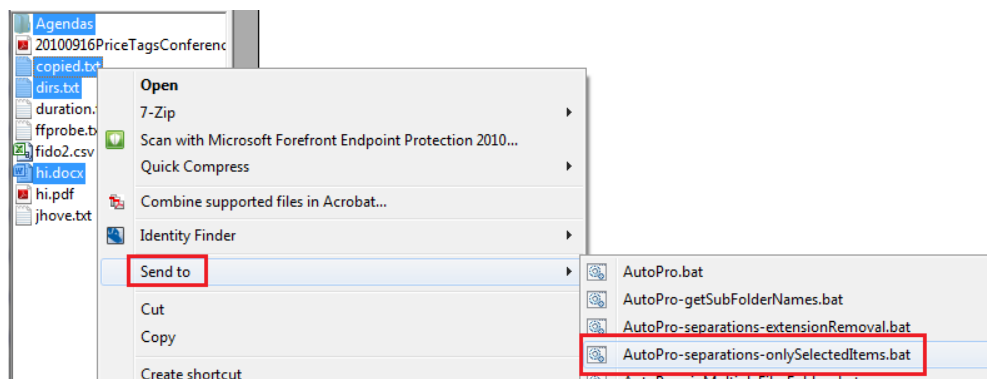 Agendas
20100916PriceTagsConferenc
copied.txt
dirs.txt
duration.
ffprobe.tx
fido2.csv
hi.docx
hi.pdf
jhove.txt
Open
7-Zip
Scan with Microsoft Forefront Endpoint Protection 2010...
Quick Compress
Combine supported files in Acrobat...
Identity Finder
Send to
Cut
Copy
Create shortcut
AutoPro.bat
AutoPro-getSubFolderNames.bat
AutoPro-separations-extensionRemoval.bat
AutoPro-separations-onlySelectedItems.bat